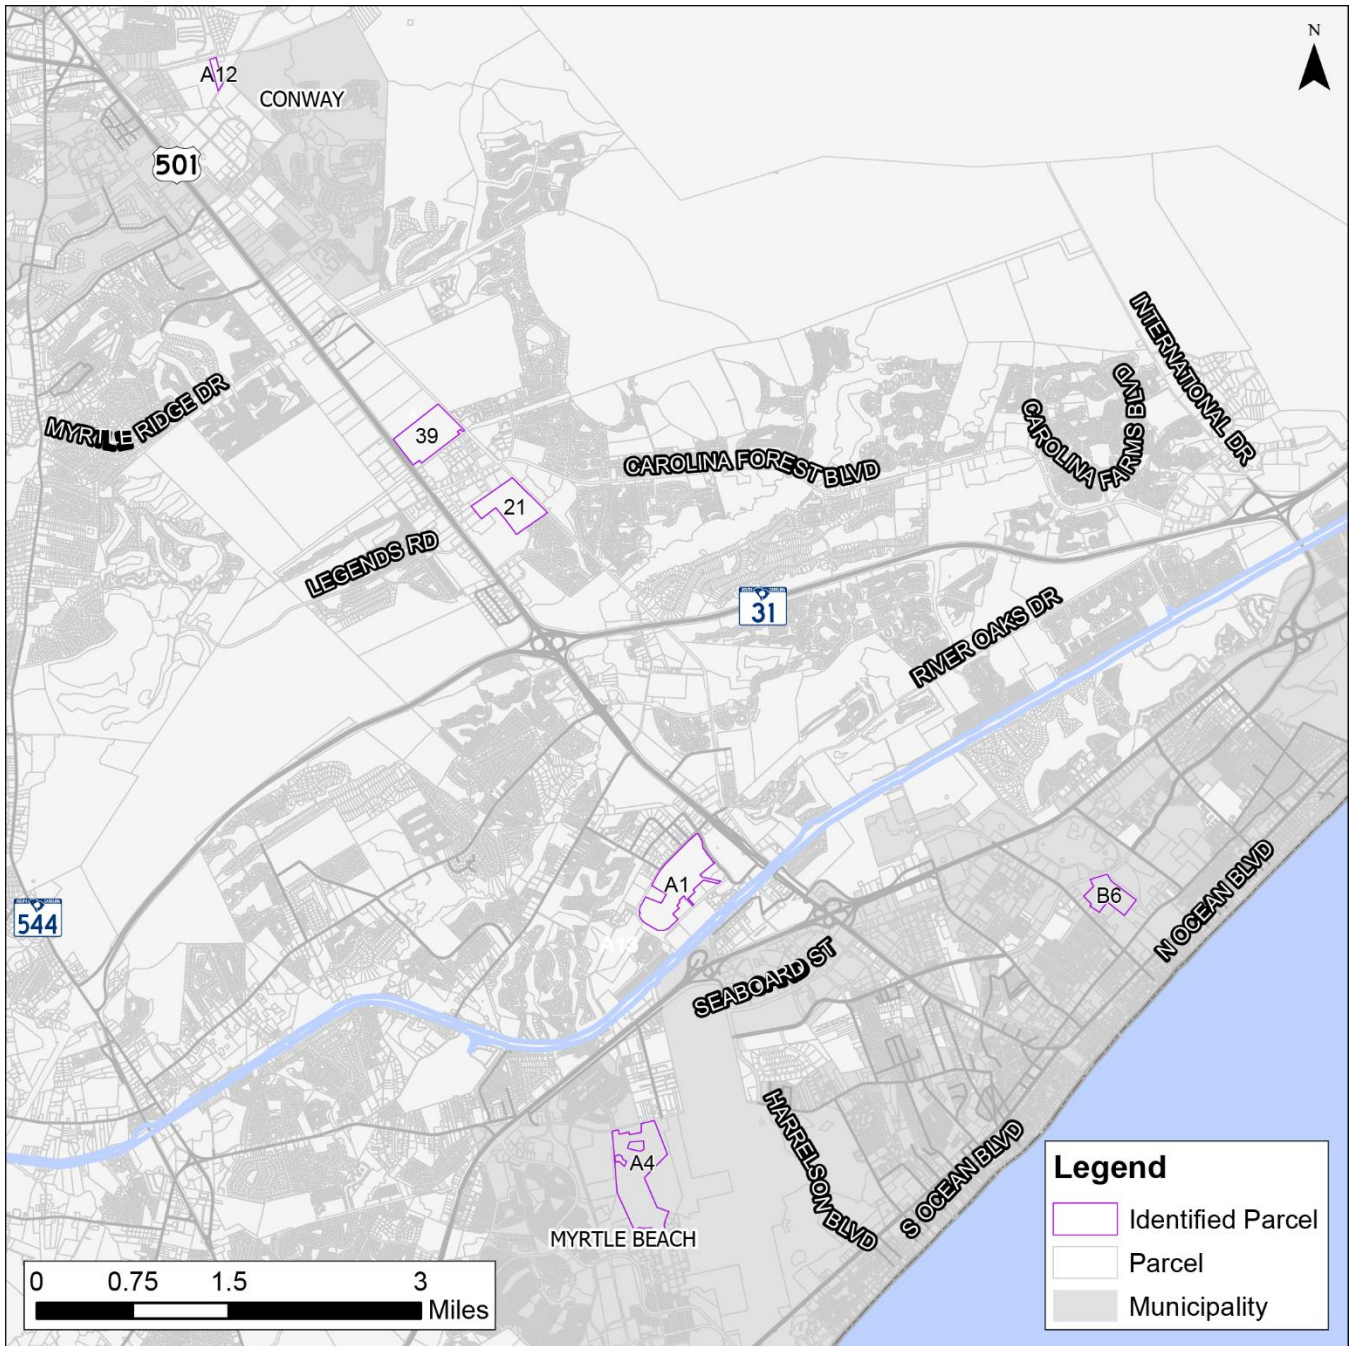 N
A12
CONWAY
501
INTERNATIONAL DR
MYRTLE RIDGE DR
CAROLINA FARMS BLVD
39
CAROLINA FOREST BLVD
21
LEGENDS RD
31
RIVER OAKS DR
A1
B6
544
N OCEAN BLVD
A13
SEABOARD ST
HARRELSON BLVD
S OCEAN BLVD
A4
MYRTLE BEACH
Legend
Identified Parcel
Parcel
Municipality
0 0.75 1.5 3
Miles